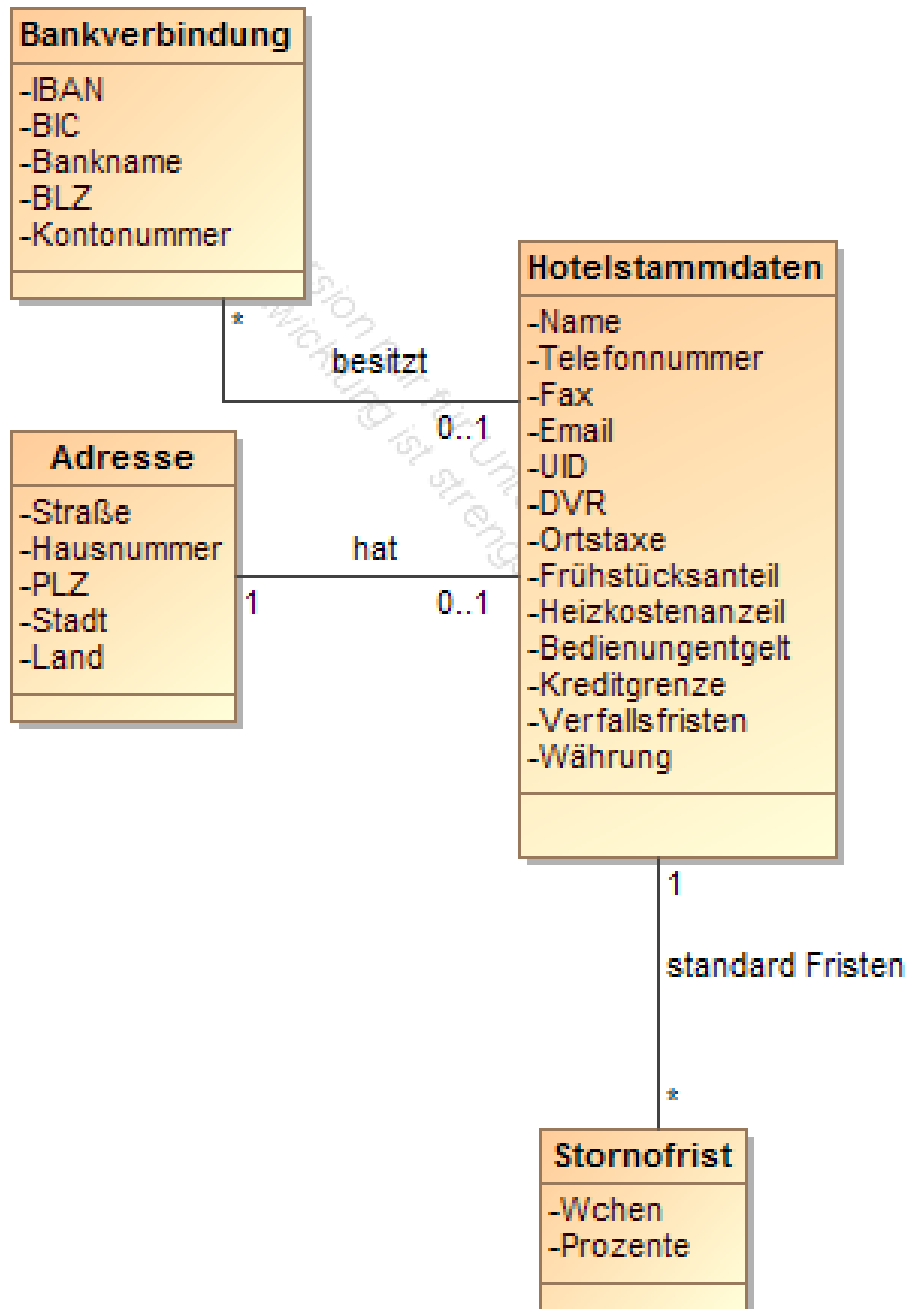 Bankverbindung
-IBAN
-BIC
-Bankname
-BLZ
-Kontonummer
*
besitzt
0..1
Hotelstammdaten
-Name
-Telefonnummer
-Fax
-Email
-UID
-DVR
-Ortstaxe
-Frühstücksanteil
-Heizkostenanzeil
-Bedienungentgelt
-Kreditgrenze
-Verfallsfristen
-Währung
Adresse
-Straße
-Hausnummer
-PLZ
-Stadt
-Land
1
hat
0..1
1
standard Fristen
*
Stornofrist
-Wchen
-Prozente